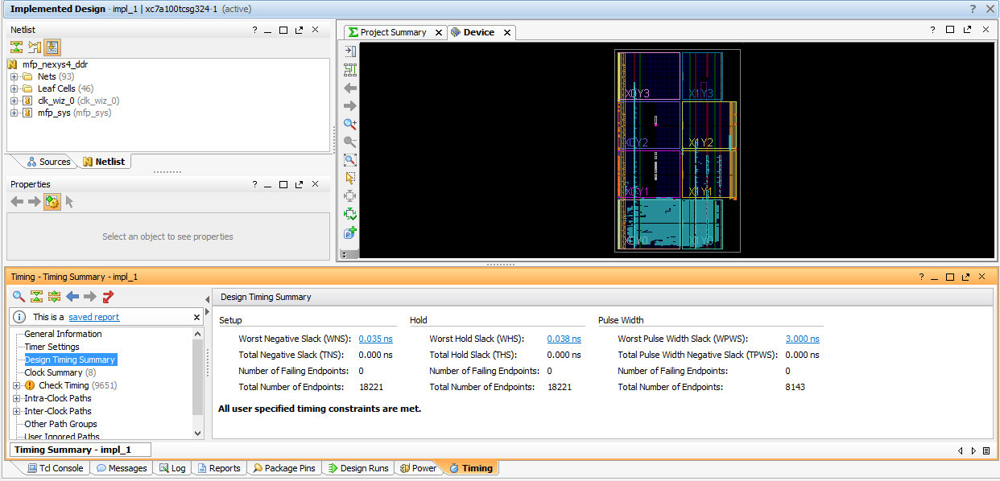 Implemented Design - impl_1 | xc7a100tcsg324-1 (active)
Netlist
mfp_nexys4_ddr
Nets (93)
Leaf Cells (46)
clk_wiz_0 (clk_wiz_0)
mfp_sys (mfp_sys)
Sources
Netlist
Properties
Select an object to see properties
Project Summary
Device
X0Y3
X1Y3
X0Y2
X1Y2
X0Y1
X1Y1
X0Y0
X1Y0
Timing - Timing Summary - impl_1
This is a saved report
General Information
Timer Settings
Design Timing Summary
Clock Summary (8)
Check Timing (9651)
Intra-Clock Paths
Inter-Clock Paths
Other Path Groups
User Ignored Paths
Design Timing Summary
Setup
Worst Negative Slack (WNS): 0.035 ns
Total Negative Slack (TNS): 0.000 ns
Number of Failing Endpoints: 0
Total Number of Endpoints: 18221
Hold
Worst Hold Slack (WHS): 0.038 ns
Total Hold Slack (THS): 0.000 ns
Number of Failing Endpoints: 0
Total Number of Endpoints: 18221
Pulse Width
Worst Pulse Width Slack (WPWS): 3.000 ns
Total Pulse Width Negative Slack (TPWS): 0.000 ns
Number of Failing Endpoints: 0
Total Number of Endpoints: 8143
All user specified timing constraints are met.
Timing Summary - impl_1
Tcl Console
Messages
Log
Reports
Package Pins
Design Runs
Power
Timing